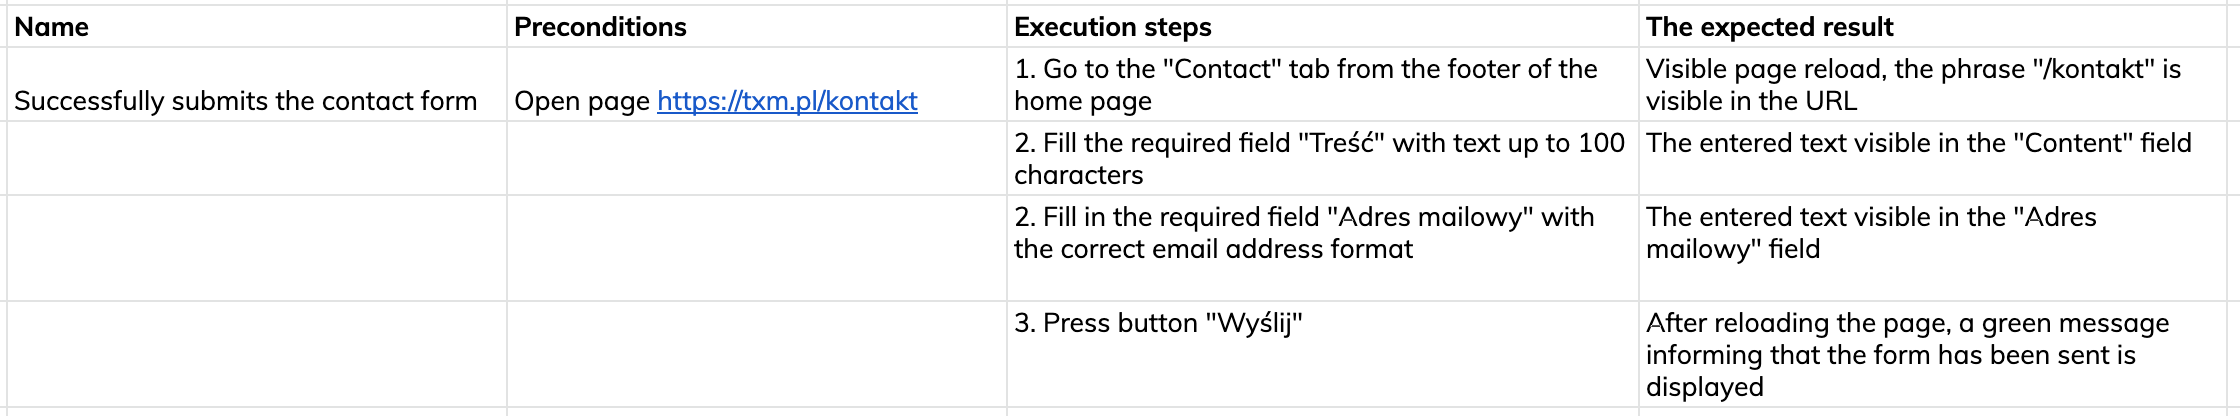 Name
Preconditions
Execution steps
The expected result
Successfully submits the contact form
Open page https://txm.pl/kontakt
1. Go to the "Contact" tab from the footer of the
home page
Visible page reload, the phrase "/kontakt" is
visible in the URL
2. Fill the required field "Treść" with text up to 100
characters
The entered text visible in the "Content" field
2. Fill in the required field "Adres mailowy" with
the correct email address format
The entered text visible in the "Adres
mailowy" field
3. Press button "Wyślij"
After reloading the page, a green message
informing that the form has been sent is
displayed